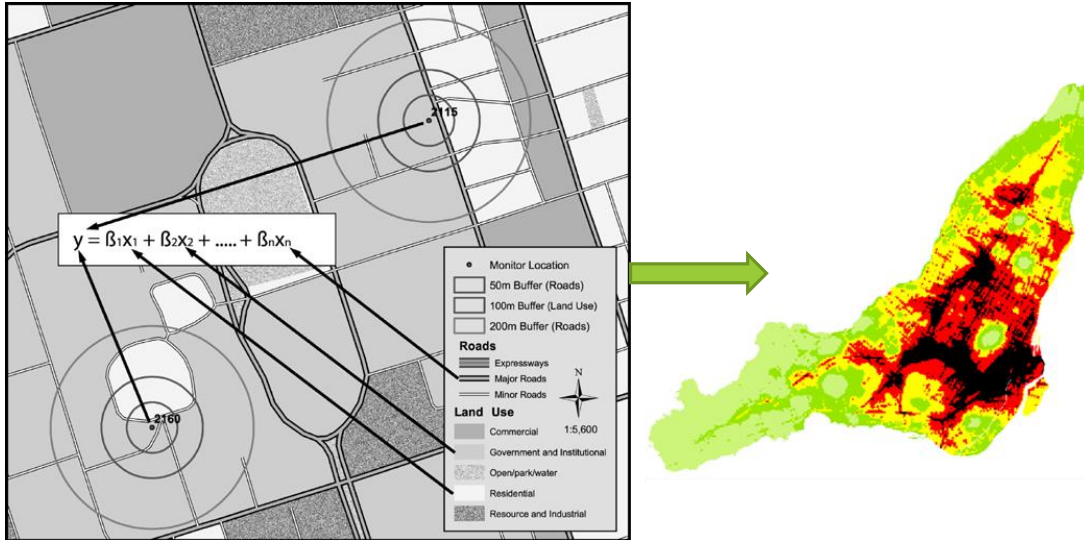 2115
y = ß₁x₁ + ß₂x₂ + ..... + ßₙxₙ
2160
Monitor Location
50m Buffer (Roads)
100m Buffer (Land Use)
200m Buffer (Roads)
Roads
Expressways
Major Roads
Minor Roads
N
1:5,600
Land Use
Commercial
Government and Institutional
Open/park/water
Residential
Resource and Industrial